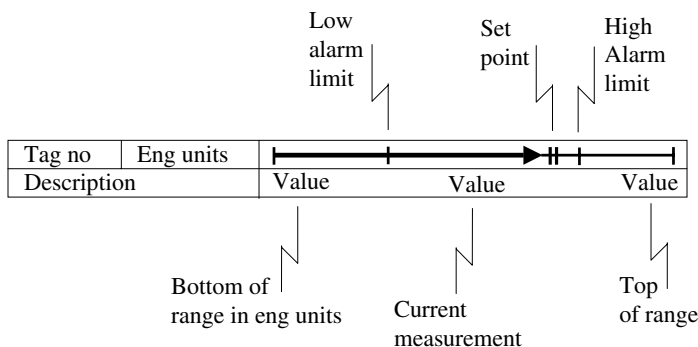 Low
alarm
limit
Set
point
High
Alarm
limit
Tag no Eng units
Description Value Value Value
Bottom of
range in eng units
Current
measurement
Top
of range